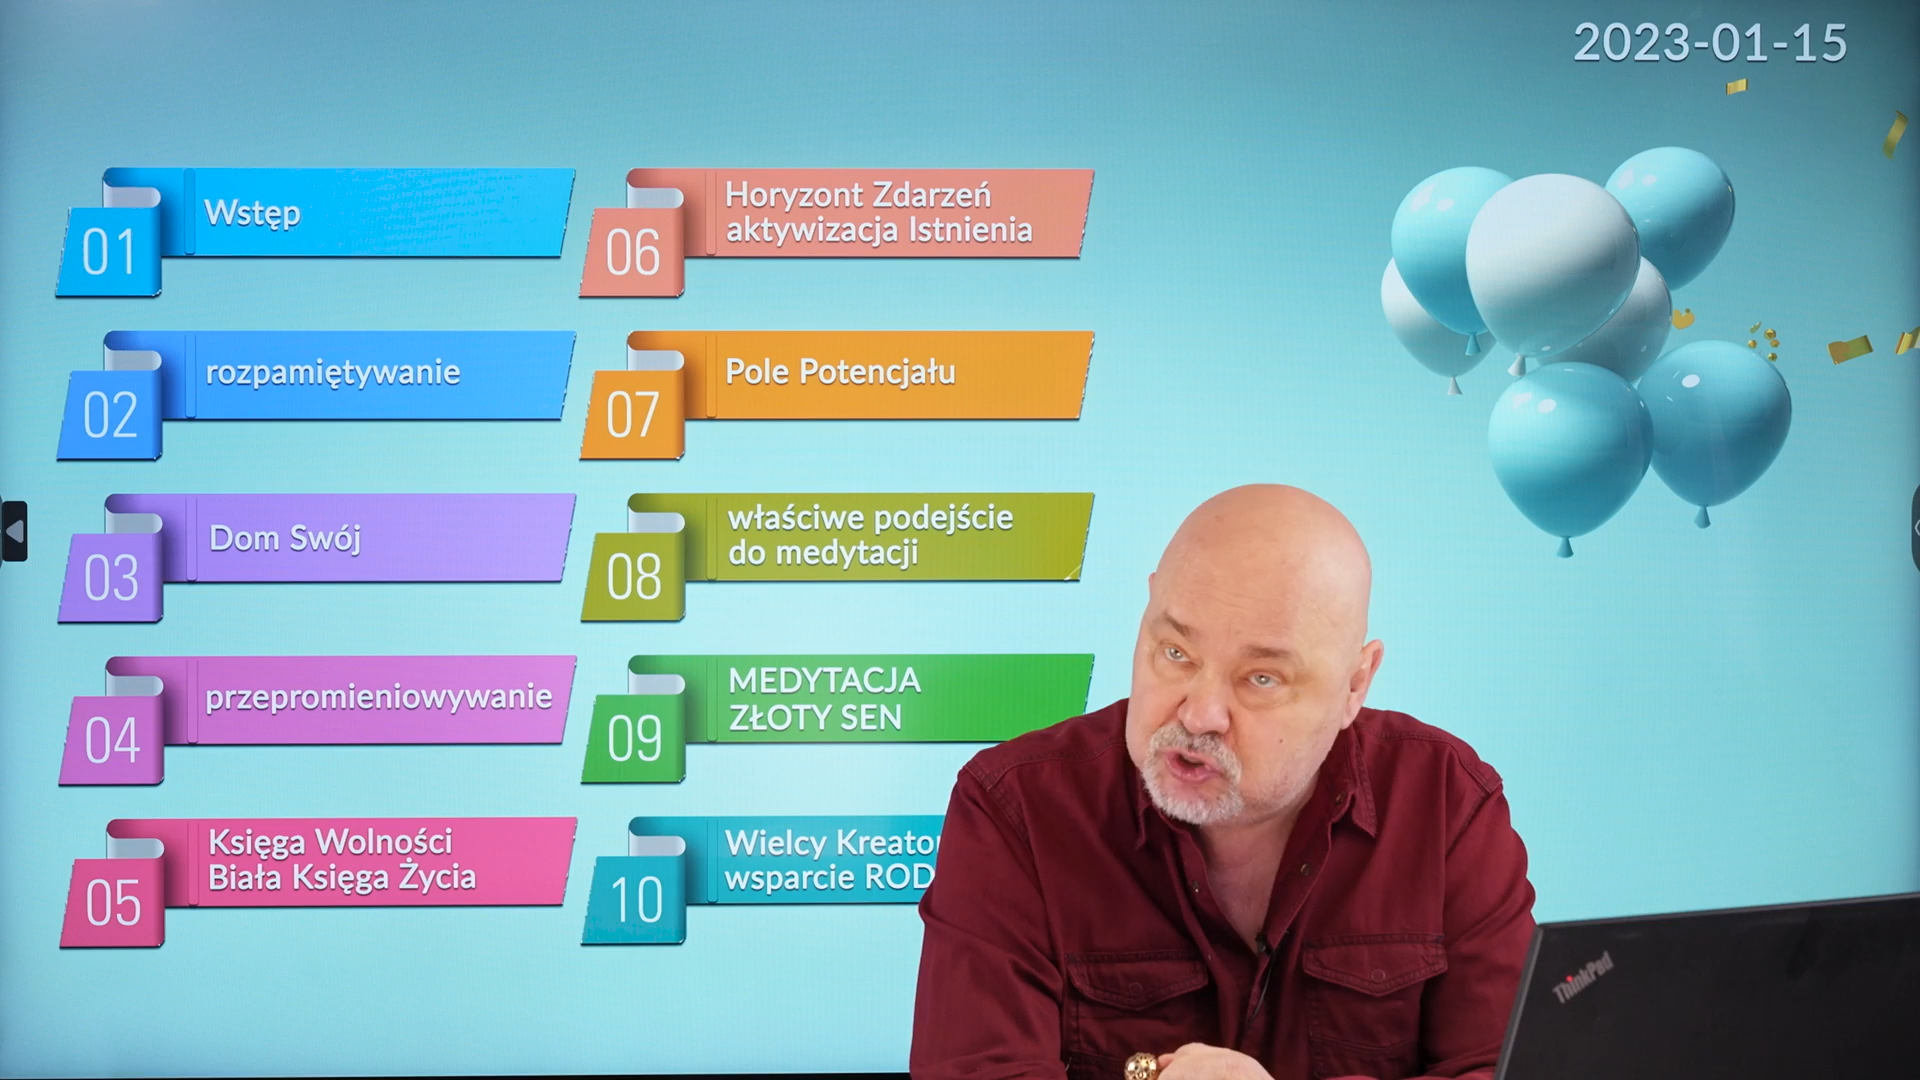 2023-01-15
01
Wstęp
02
rozpamiętywanie
03
Dom Swój
04
przepromieniowywanie
05
Księga Wolności
Biała Księga Życia
06
Horyzont Zdarzeń
aktywizacja Istnienia
07
Pole Potencjału
08
właściwe podejście
do medytacji
09
MEDYTACJA
ZŁOTY SEN
10
Wielcy
wsparcie
ThinkPad